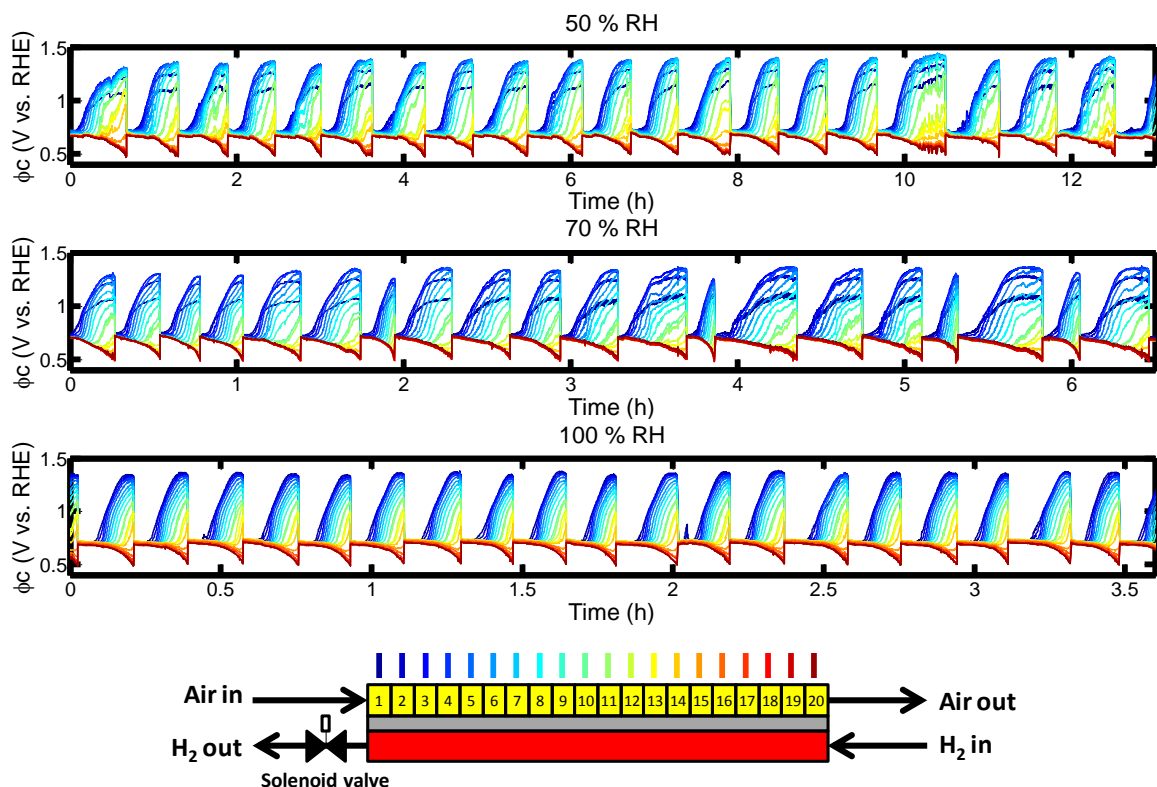 50 % RH
ϕc (V vs. RHE)
1.5
1
0.5
0 2 4 6 8 10 12
Time (h)
70 % RH
ϕc (V vs. RHE)
1.5
1
0.5
0 1 2 3 4 5 6
Time (h)
100 % RH
ϕc (V vs. RHE)
1.5
1
0.5
0 0.5 1 1.5 2 2.5 3 3.5
Time (h)
Air in 1 2 3 4 5 6 7 8 9 10 11 12 13 14 15 16 17 18 19 20 Air out
H₂ out H₂ in
Solenoid valve